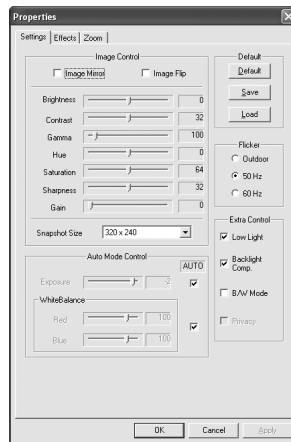 Properties
Settings Effects Zoom
Image Control
Image Mirror Image Flip
Brightness 0
Contrast 32
Gamma 100
Hue 0
Saturation 64
Sharpness 32
Gain 0
Snapshot Size 320 x 240
Auto Mode Control
AUTO
Exposure -2
WhiteBalance
Red 100
Blue 100
Default
Default
Save
Load
Flicker
Outdoor
50 Hz
60 Hz
Extra Control
Low Light
Backlight
Comp.
B/W Mode
Privacy
OK Cancel Apply